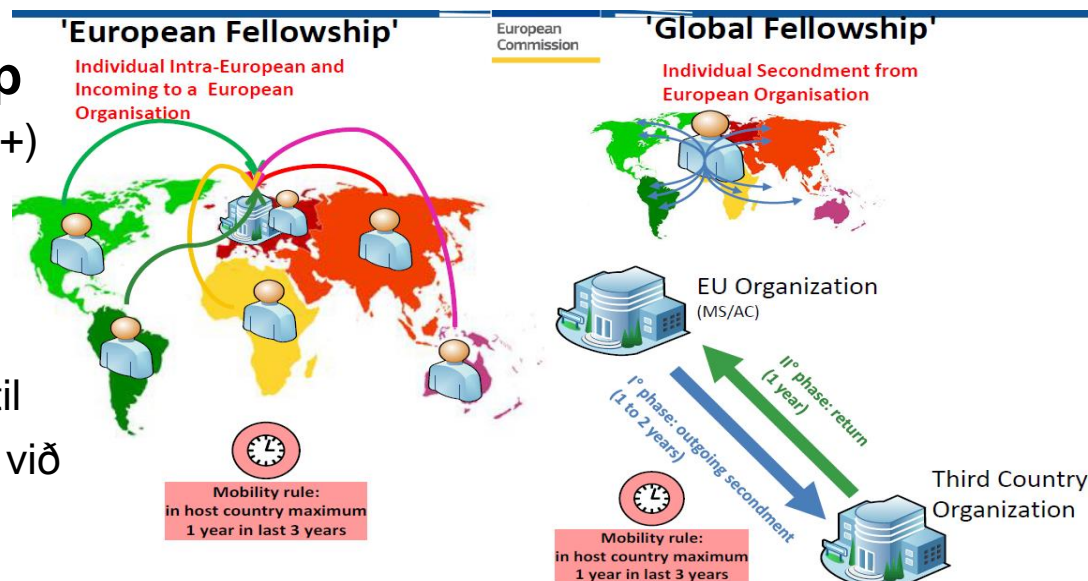 'European Fellowship'
Individual Intra-European and
Incoming to a European
Organisation
p
+)
til
við
Mobility rule:
in host country maximum
1 year in last 3 years
European
Commission
'Global Fellowship'
Individual Secondment from
European Organisation
EU Organization
(MS/AC)
II° phase: return
(1 year)
I° phase: outgoing secondment
(1 to 2 years)
Third Country
Organization
Mobility rule:
in host country maximum
1 year in last 3 years